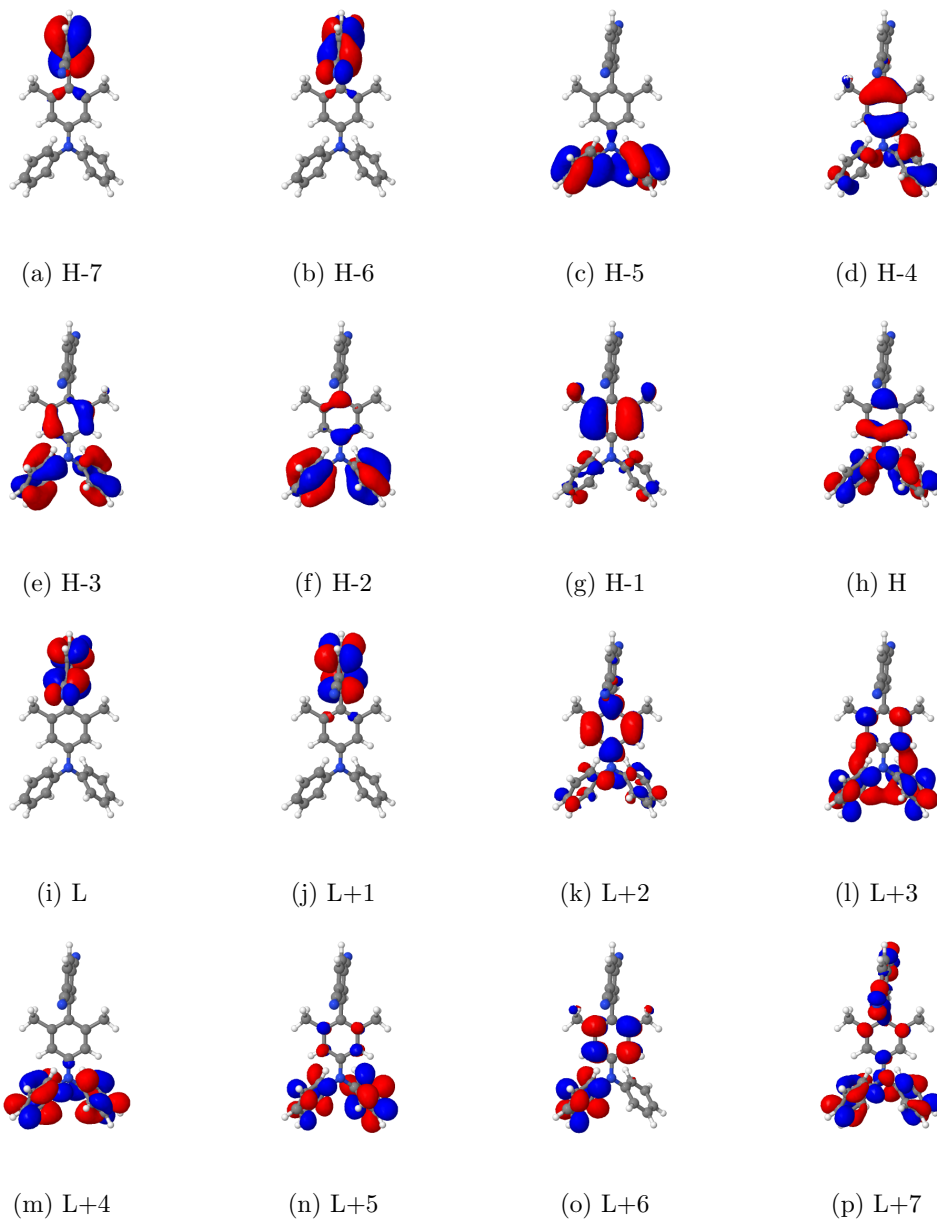 (a) H-7 (b) H-6 (c) H-5 (d) H-4
(e) H-3 (f) H-2 (g) H-1 (h) H
(i) L (j) L+1 (k) L+2 (l) L+3
(m) L+4 (n) L+5 (o) L+6 (p) L+7